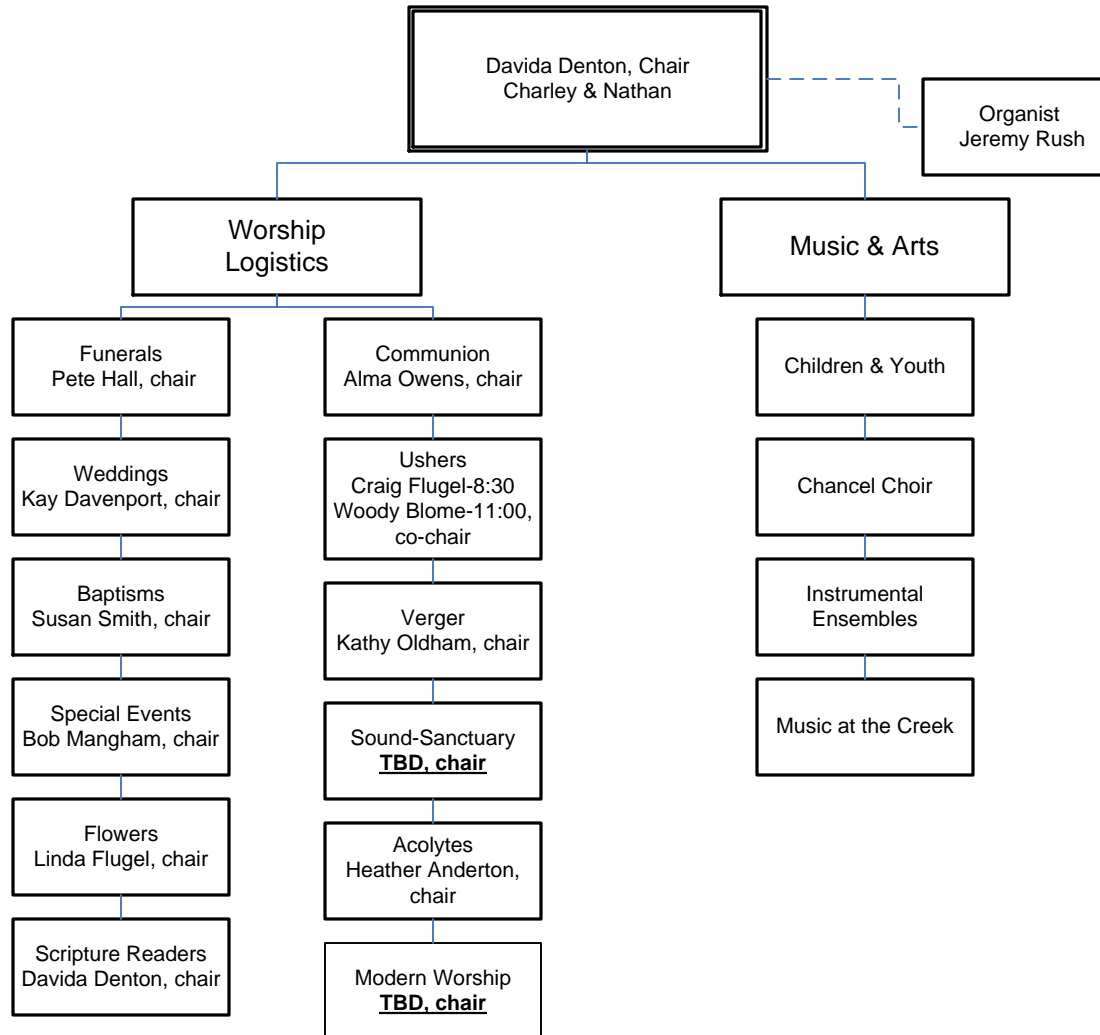 Davida Denton, Chair
Charley & Nathan
Organist
Jeremy Rush
Worship
Logistics
Music & Arts
Funerals
Pete Hall, chair
Weddings
Kay Davenport, chair
Baptisms
Susan Smith, chair
Special Events
Bob Mangham, chair
Flowers
Linda Flugel, chair
Scripture Readers
Davida Denton, chair
Communion
Alma Owens, chair
Ushers
Craig Flugel-8:30
Woody Blome-11:00,
co-chair
Verger
Kathy Oldham, chair
Sound-Sanctuary
TBD, chair
Acolytes
Heather Anderton,
chair
Modern Worship
TBD, chair
Children & Youth
Chancel Choir
Instrumental
Ensembles
Music at the Creek